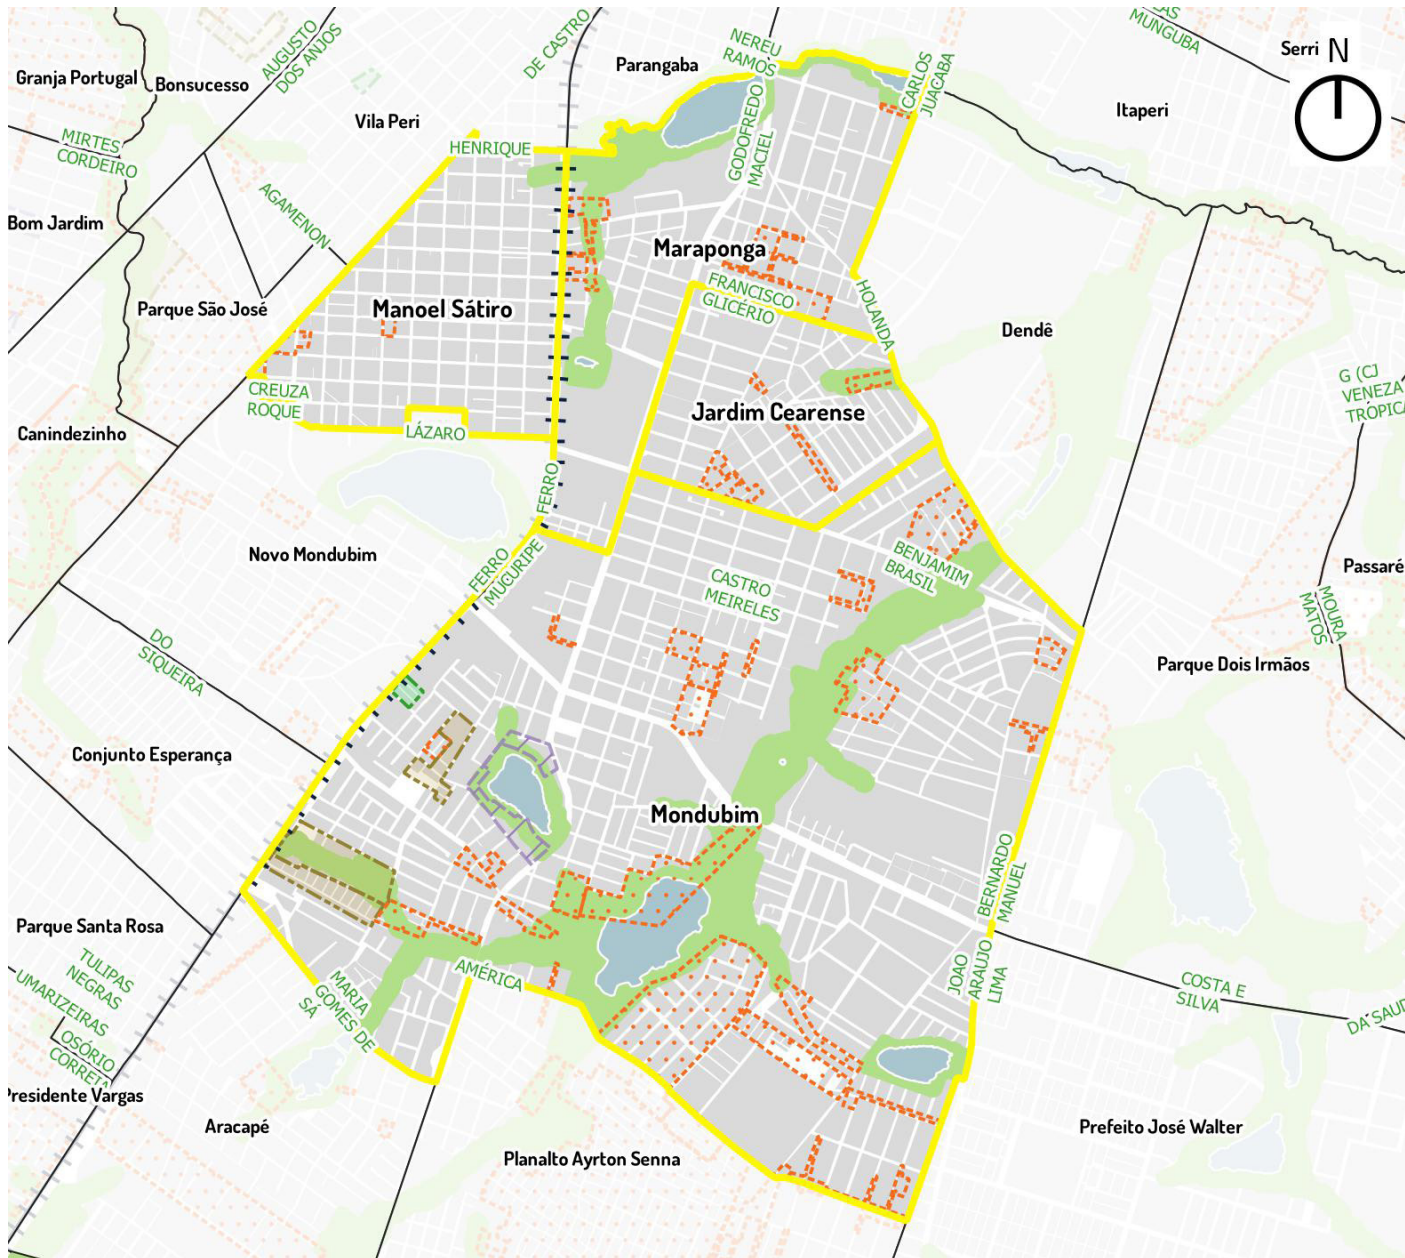 AUGUSTO
DOS ANJOS
DE CASTRO
NEREU
RAMOS
CARLOS
JUACABA
MUNGUBA
Serri
N
Granja Portugal
Bonsucesso
Parangaba
Itaperi
Vila Peri
GODOFREDO
MACIEL
MIRTES
CORDEIRO
HENRIQUE
AGAMENON
Bom Jardim
Maraponga
Parque São José
Manoel Sátiro
FRANCISCO
GLICÉRIO
HOLANDA
Dendê
CREUZA
ROQUE
LÁZARO
Jardim Cearense
G (CJ
VENEZA
Canindezinho
FERRO
Novo Mondubim
FERRO
MUCURIPE
BENJAMIM
BRASIL
CASTRO
MEIRELES
Passaré
MOURA
MATOS
DO
SIQUEIRA
Parque Dois Irmãos
Conjunto Esperança
Mondubim
BERNARDO
MANUEL
Parque Santa Rosa
TULIPAS
NEGRAS
UMARIZEIRAS
OSÓRIO
CORREIA
MARIA
GOMES DE
SÁ
AMÉRICA
JOAO
ARAUJO
LIMA
COSTA E
SILVA
Presidente Vargas
Aracapé
Planalto Ayrton Senna
Prefeito José Walter